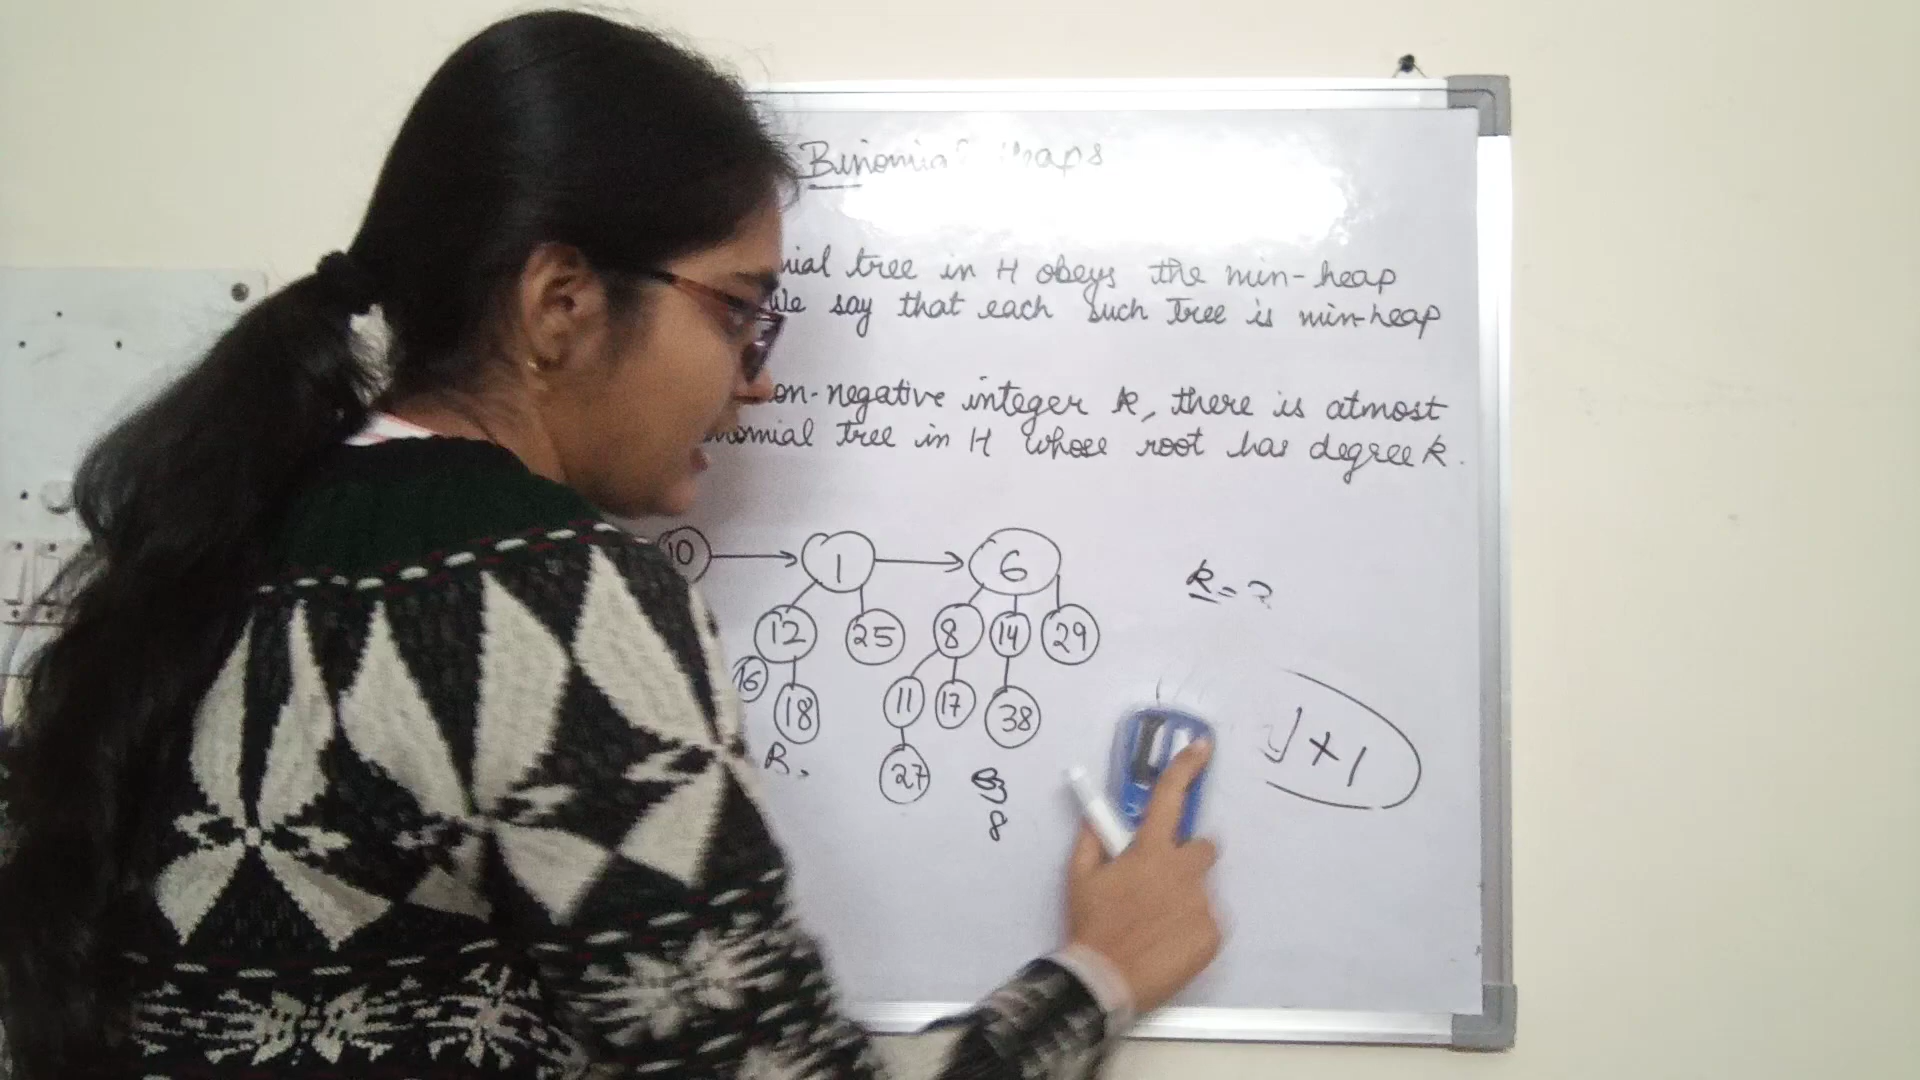 Binomial Heaps
nial tree in H obeys the min-heap
We say that each such tree is min-heap
on-negative integer k, there is atmost
nomial tree in H whose root has degree k.
10 1 6
k=?
12 25 8 14 29
16 18 11 17 38
27
8